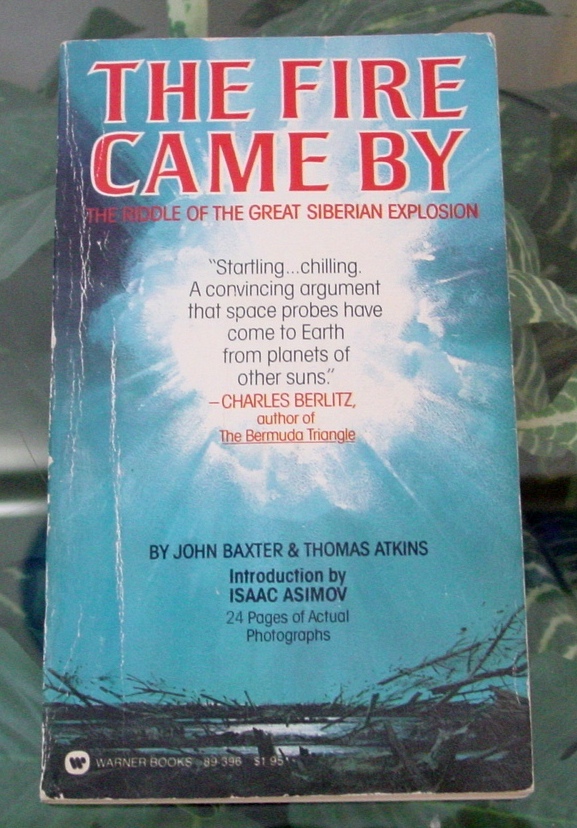 THE FIRE
CAME BY
THE RIDDLE OF THE GREAT SIBERIAN EXPLOSION
“Startling...chilling.
A convincing argument
that space probes have
come to Earth
from planets of
other suns.”
–CHARLES BERLITZ,
author of
The Bermuda Triangle
BY JOHN BAXTER & THOMAS ATKINS
Introduction by
ISAAC ASIMOV
24 Pages of Actual
Photographs
W WARNER BOOKS 89-396 $1.95